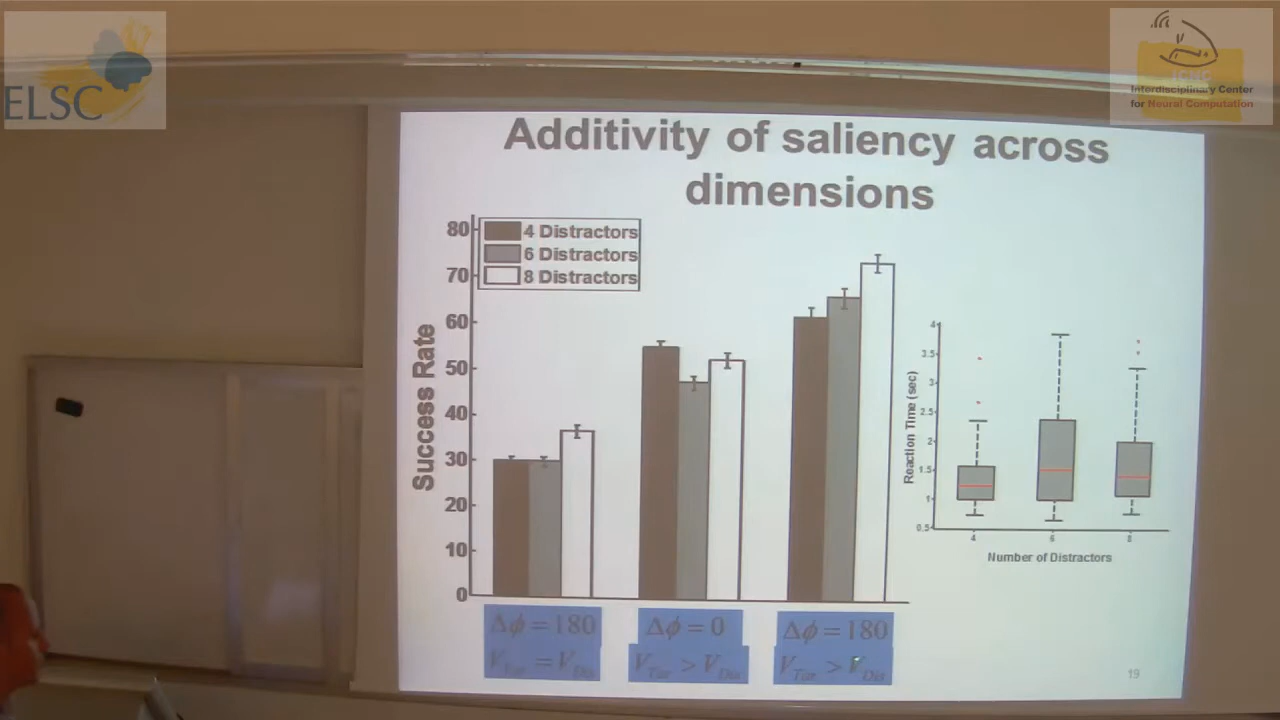 ELSC
ICNC
Interdisciplinary Center
for Neural Computation
Additivity of saliency across
dimensions
80
70
60
50
40
30
20
10
0
Success Rate
4 Distractors
6 Distractors
8 Distractors
Δϕ = 180
V_Tar = V_Dis
Δϕ = 0
V_Tar > V_Dis
Δϕ = 180
V_Tar > V_Dis
4
3.5
3
2.5
2
1.5
1
0.5
Reaction Time (sec)
4
6
8
Number of Distractors
19